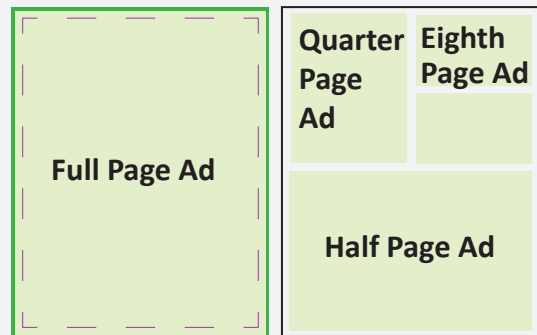 Full Page Ad
Quarter
Page
Ad
Eighth
Page Ad
Half Page Ad